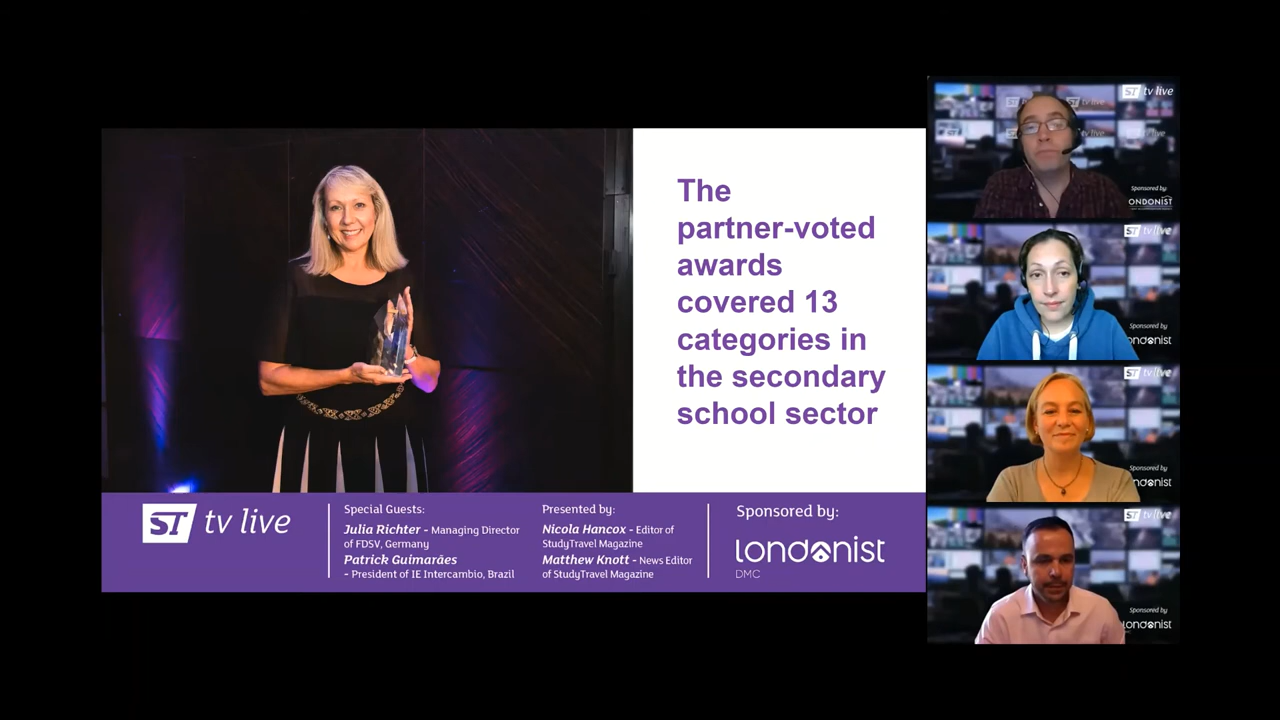 The
partner-voted
awards
covered 13
categories in
the secondary
school sector
ST tv live
Special Guests:
Julia Richter - Managing Director
of FDSV, Germany
Patrick Guimarães
- President of IE Intercambio, Brazil
Presented by:
Nicola Hancox - Editor of
StudyTravel Magazine
Matthew Knott - News Editor
of StudyTravel Magazine
Sponsored by:
londonist
DMC
ST tv live
Sponsored by:
ONDONIST
ST tv live
Sponsored by
ondonist
ST tv live
Sponsored by
ondonist
ST tv live
Sponsored by
londonist